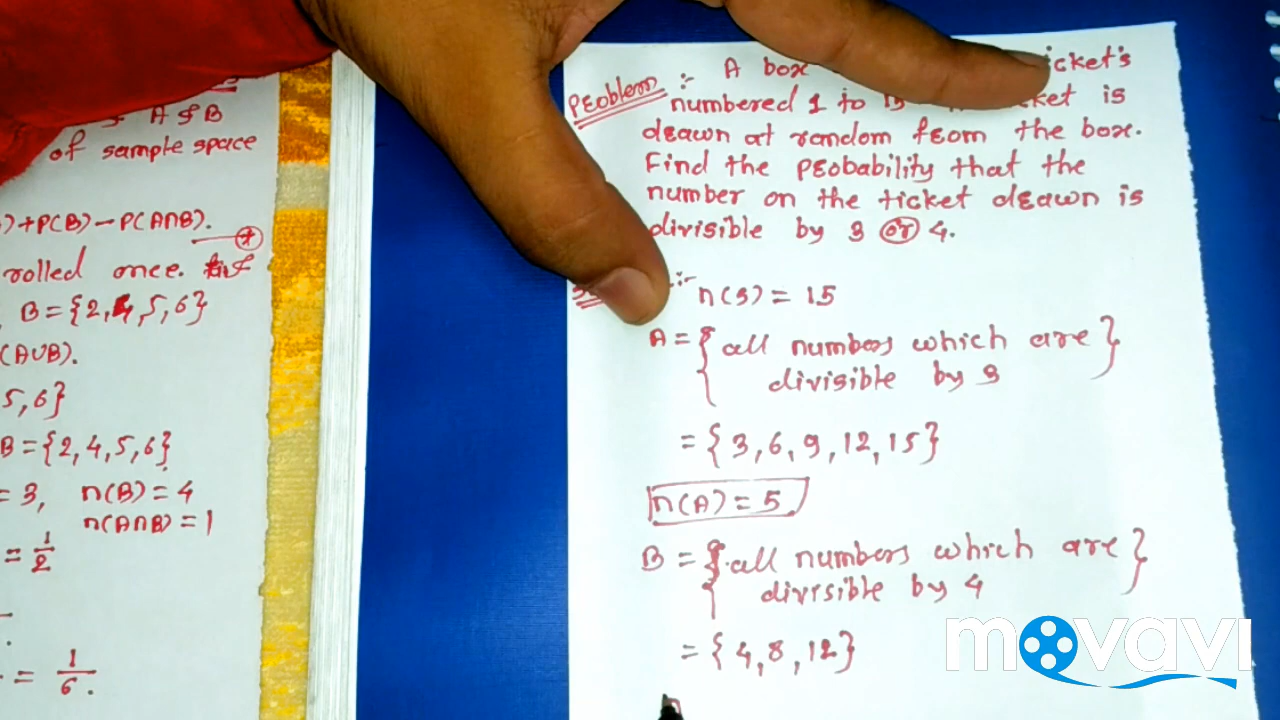 A & B
of sample space
)+P(B)-P(A∩B).
rolled once.
B={2,4,5,6}
(A∪B).
5,6}
B={2,4,5,6}
=3, n(B)=4
n(A∩B)=1
=1/2
=1/6.
Problem :- A box icket's
numbered 1 to ket is
drawn at random from the box.
Find the probability that the
number on the ticket drawn is
divisible by 3 or 4.
:- n(S)=15
A={all numbers which are
divisible by 3}
={3,6,9,12,15}
n(A)=5
B={all numbers which are
divisible by 4}
={4,8,12}
movavi